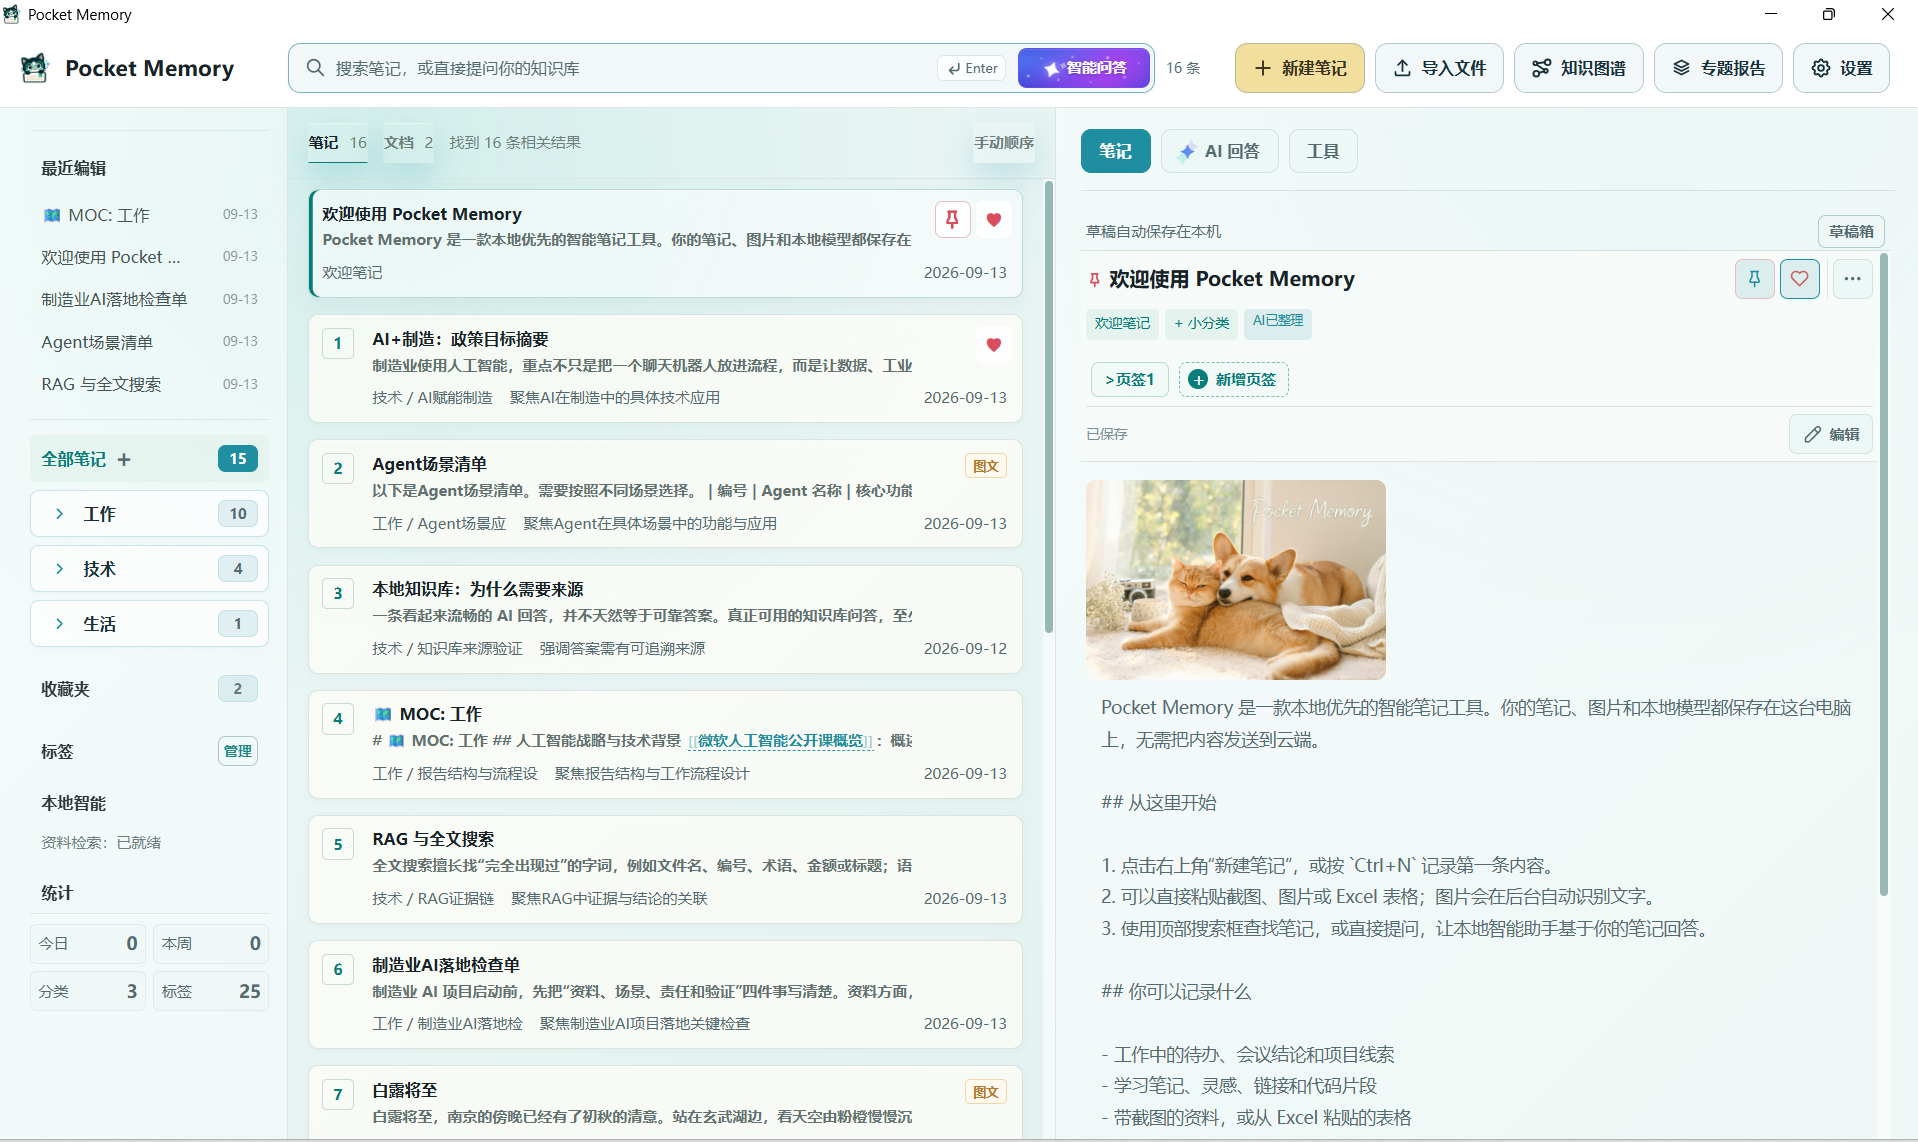 Pocket Memory
Pocket Memory
搜索笔记，或直接提问你的知识库
Enter
智能问答
16 条
新建笔记
导入文件
知识图谱
专题报告
设置
最近编辑
MOC: 工作 09-13
欢迎使用 Pocket ... 09-13
制造业AI落地检查单 09-13
Agent场景清单 09-13
RAG 与全文搜索 09-13
全部笔记 + 15
工作 10
技术 4
生活 1
收藏夹 2
标签 管理
本地智能
资料检索：已就绪
统计
今日 0 本周 0
分类 3 标签 25
笔记 16 文档 2 找到 16 条相关结果 手动顺序
欢迎使用 Pocket Memory
Pocket Memory 是一款本地优先的智能笔记工具。你的笔记、图片和本地模型都保存在
欢迎笔记 2026-09-13
1 AI+制造：政策目标摘要
制造业使用人工智能，重点不只是把一个聊天机器人放进流程，而是让数据、工业
技术 / AI赋能制造 聚焦AI在制造中的具体技术应用 2026-09-13
2 Agent场景清单 图文
以下是Agent场景清单。需要按照不同场景选择。 | 编号 | Agent 名称 | 核心功能
工作 / Agent场景应 聚焦Agent在具体场景中的功能与应用 2026-09-13
3 本地知识库：为什么需要来源
一条看起来流畅的 AI 回答，并不天然等于可靠答案。真正可用的知识库问答，至少
技术 / 知识库来源验证 强调答案需有可追溯来源 2026-09-12
4 MOC: 工作
# MOC: 工作 ## 人工智能战略与技术背景 [[微软人工智能公开课概览]]：概述
工作 / 报告结构与流程设 聚焦报告结构与工作流程设计 2026-09-13
5 RAG 与全文搜索
全文搜索擅长找“完全出现过”的字词，例如文件名、编号、术语、金额或标题；语
技术 / RAG证据链 聚焦RAG中证据与结论的关联 2026-09-13
6 制造业AI落地检查单
制造业 AI 项目启动前，先把“资料、场景、责任和验证”四件事写清楚。资料方面，
工作 / 制造业AI落地检 聚焦制造业AI项目落地关键检查 2026-09-13
7 白露将至 图文
白露将至，南京的傍晚已经有了初秋的清意。站在玄武湖边，看天空由粉橙慢慢沉
笔记 AI 回答 工具
草稿自动保存在本机 草稿箱
欢迎使用 Pocket Memory
欢迎笔记 + 小分类 AI已整理
>页签1 + 新增页签
已保存 编辑
Pocket Memory
Pocket Memory 是一款本地优先的智能笔记工具。你的笔记、图片和本地模型都保存在这台电脑
上，无需把内容发送到云端。
## 从这里开始
1. 点击右上角“新建笔记”，或按 `Ctrl+N` 记录第一条内容。
2. 可以直接粘贴截图、图片或 Excel 表格；图片会在后台自动识别文字。
3. 使用顶部搜索框查找笔记，或直接提问，让本地智能助手基于你的笔记回答。
## 你可以记录什么
- 工作中的待办、会议结论和项目线索
- 学习笔记、灵感、链接和代码片段
- 带截图的资料，或从 Excel 粘贴的表格